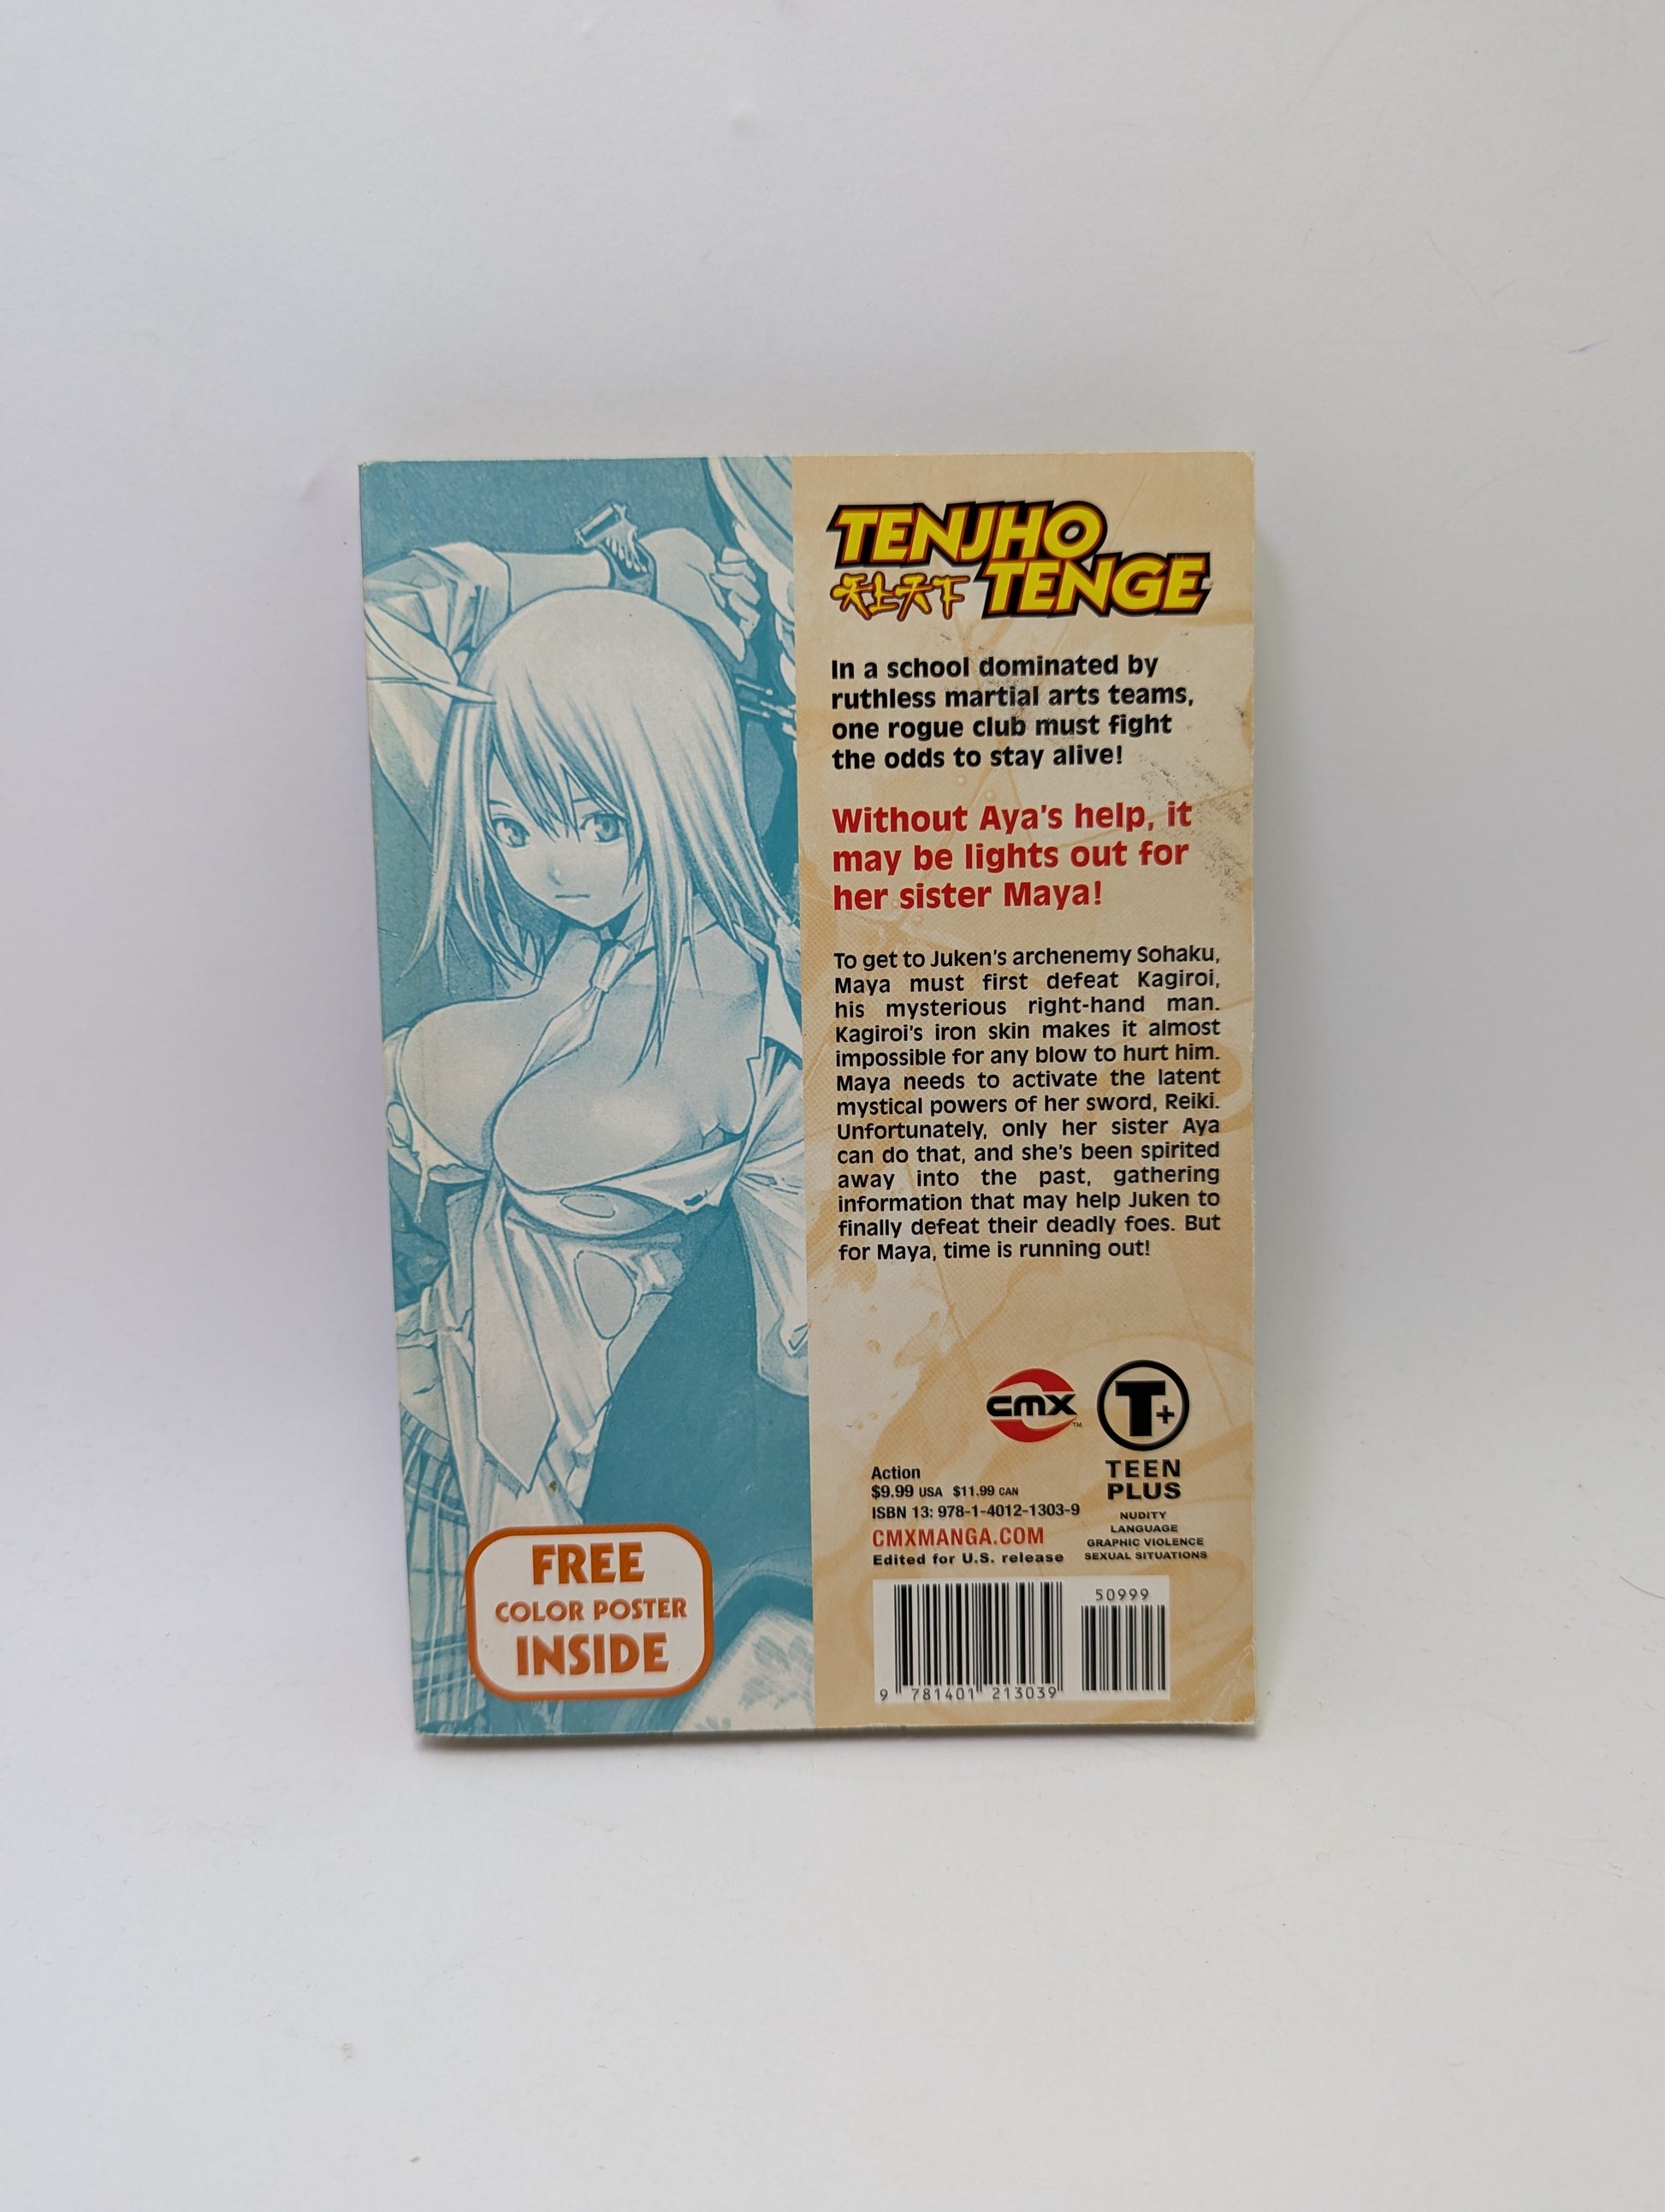 TENJHO
天上天下 TENGE
In a school dominated by
ruthless martial arts teams,
one rogue club must fight
the odds to stay alive!
Without Aya's help, it
may be lights out for
her sister Maya!
To get to Juken's archenemy Sohaku,
Maya must first defeat Kagiroi,
his mysterious right-hand man.
Kagiroi's iron skin makes it almost
impossible for any blow to hurt him.
Maya needs to activate the latent
mystical powers of her sword, Reiki.
Unfortunately, only her sister Aya
can do that, and she's been spirited
away into the past, gathering
information that may help Juken to
finally defeat their deadly foes. But
for Maya, time is running out!
cmx™
T+
TEEN
PLUS
NUDITY
LANGUAGE
GRAPHIC VIOLENCE
SEXUAL SITUATIONS
Action
$9.99 USA $11.99 CAN
ISBN 13: 978-1-4012-1303-9
CMXMANGA.COM
Edited for U.S. release
50999
9 781401 213039
FREE
COLOR POSTER
INSIDE